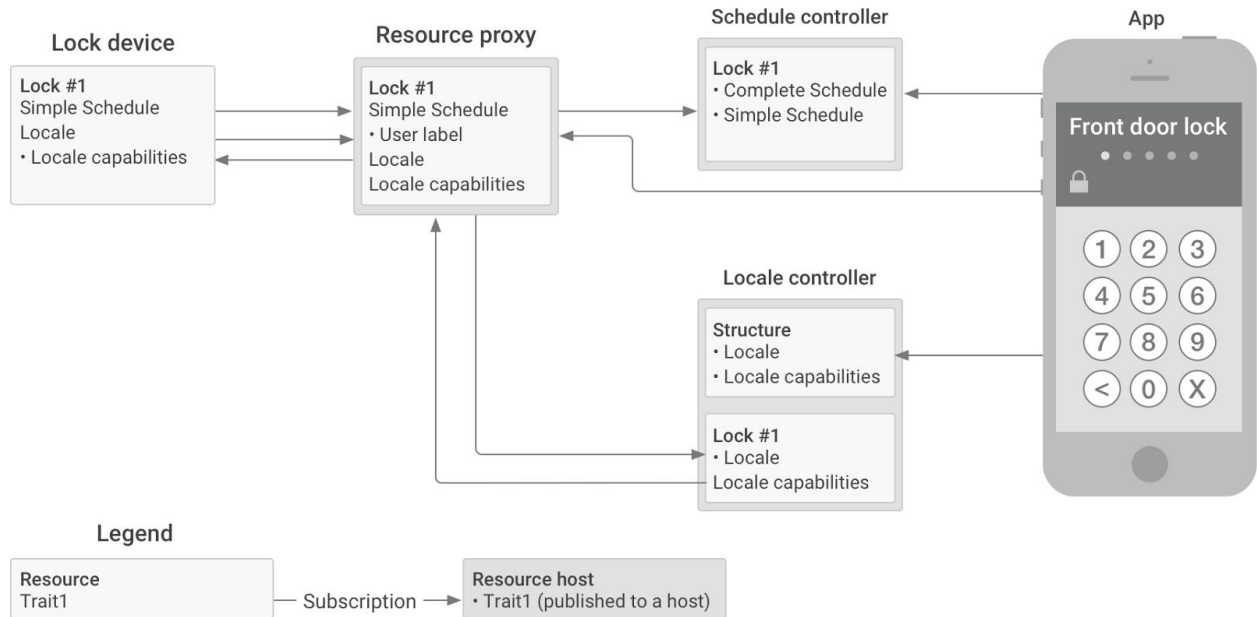 Lock device
Lock #1
Simple Schedule
Locale
• Locale capabilities
Resource proxy
Lock #1
Simple Schedule
• User label
Locale
Locale capabilities
Schedule controller
Lock #1
• Complete Schedule
• Simple Schedule
App
Front door lock
1 2 3
4 5 6
7 8 9
< 0 X
Locale controller
Structure
• Locale
• Locale capabilities
Lock #1
• Locale
Locale capabilities
Legend
Resource
Trait1
Subscription
Resource host
• Trait1 (published to a host)